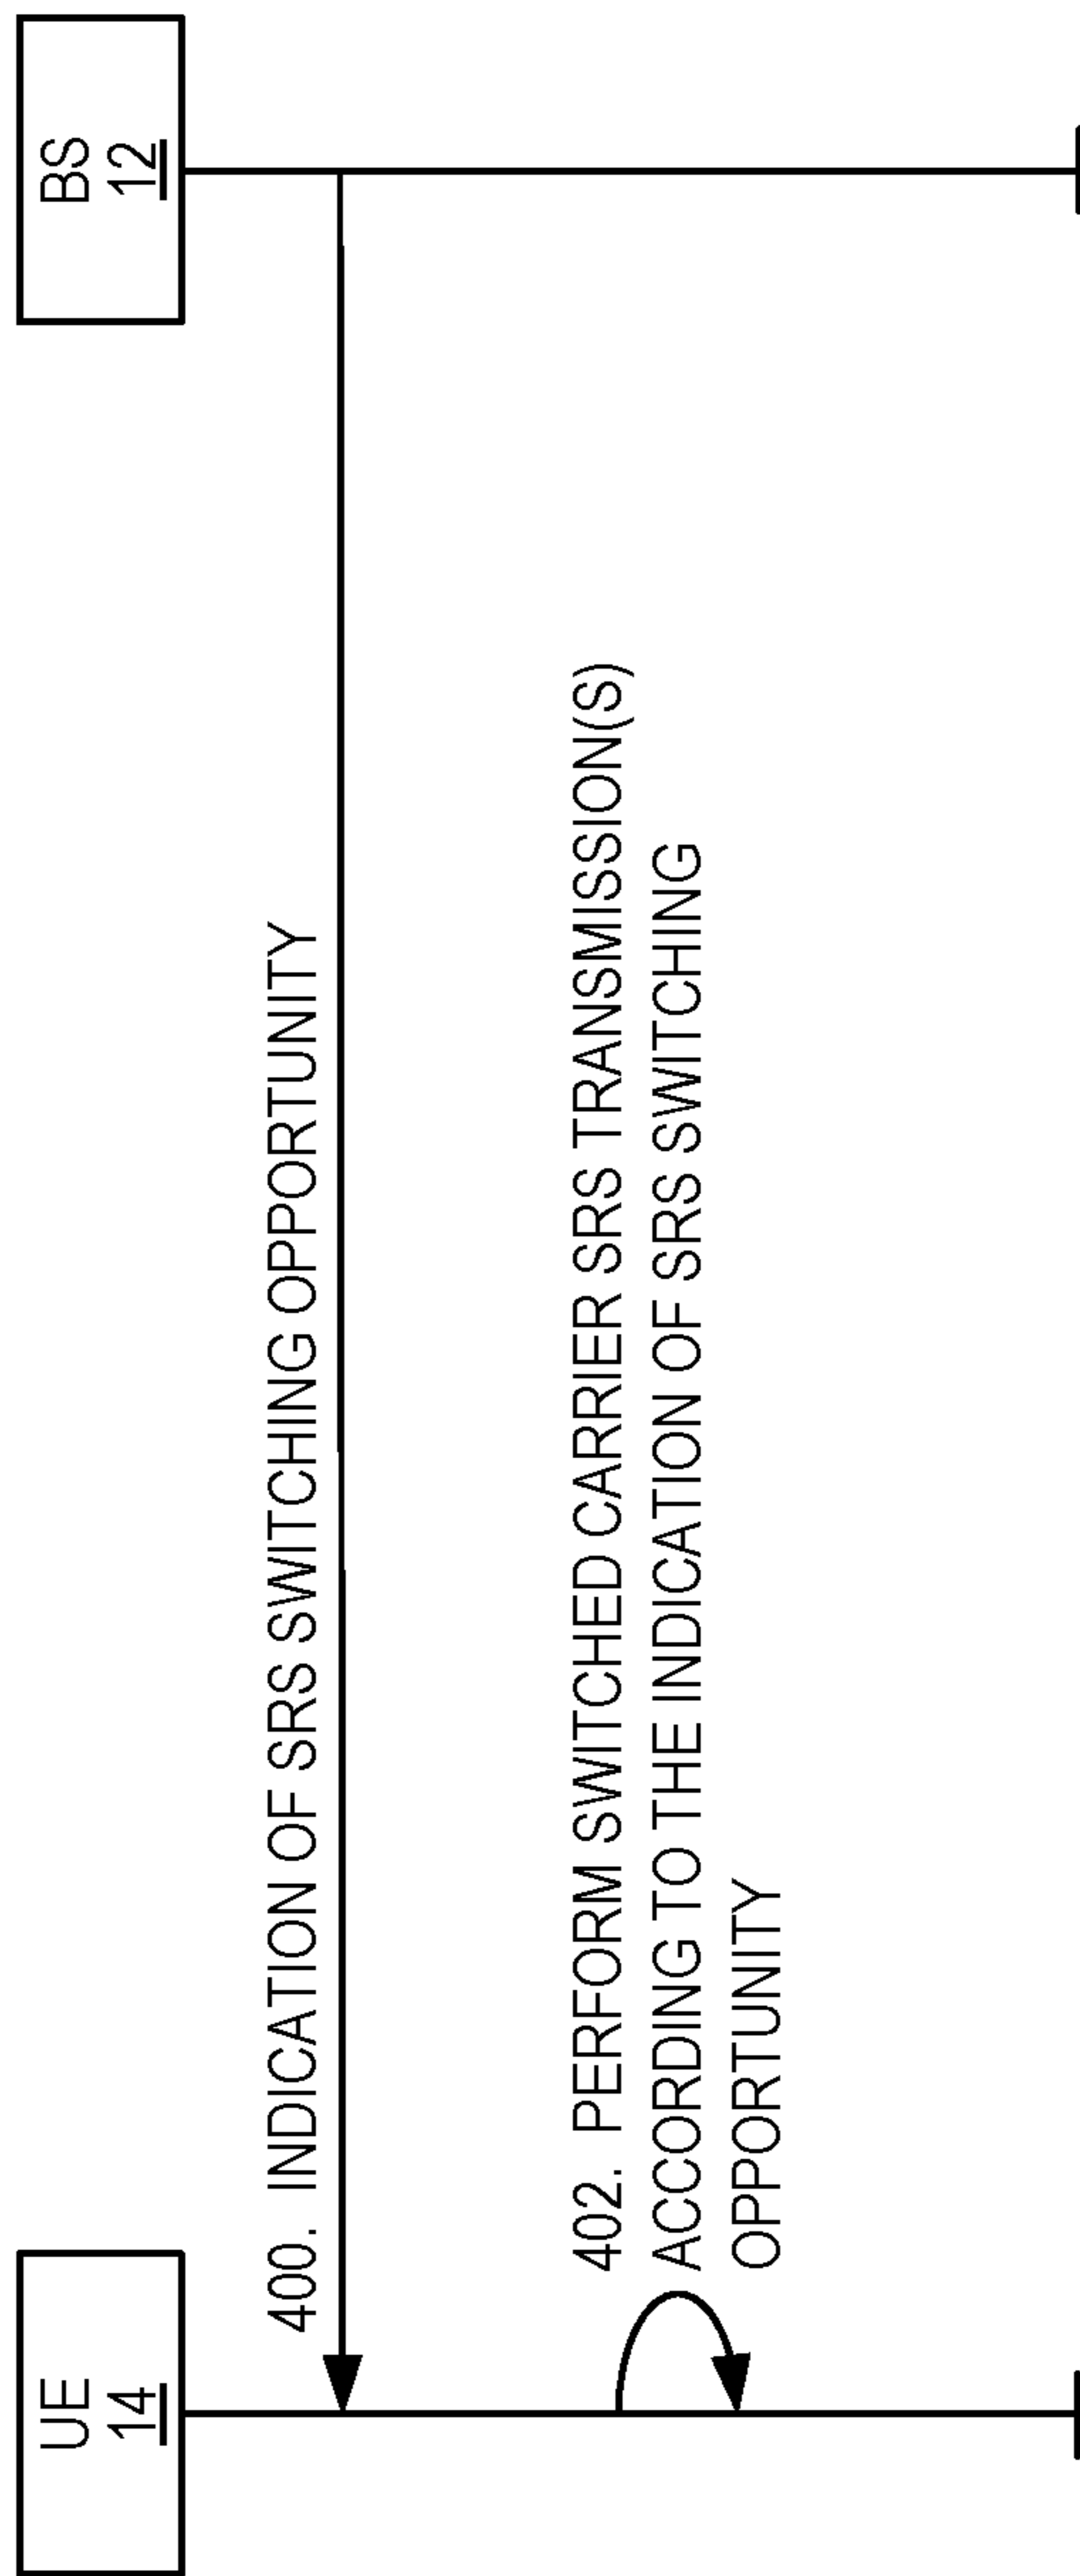 UE
14
BS
12
400. INDICATION OF SRS SWITCHING OPPORTUNITY
402. PERFORM SWITCHED CARRIER SRS TRANSMISSION(S)
ACCORDING TO THE INDICATION OF SRS SWITCHING
OPPORTUNITY